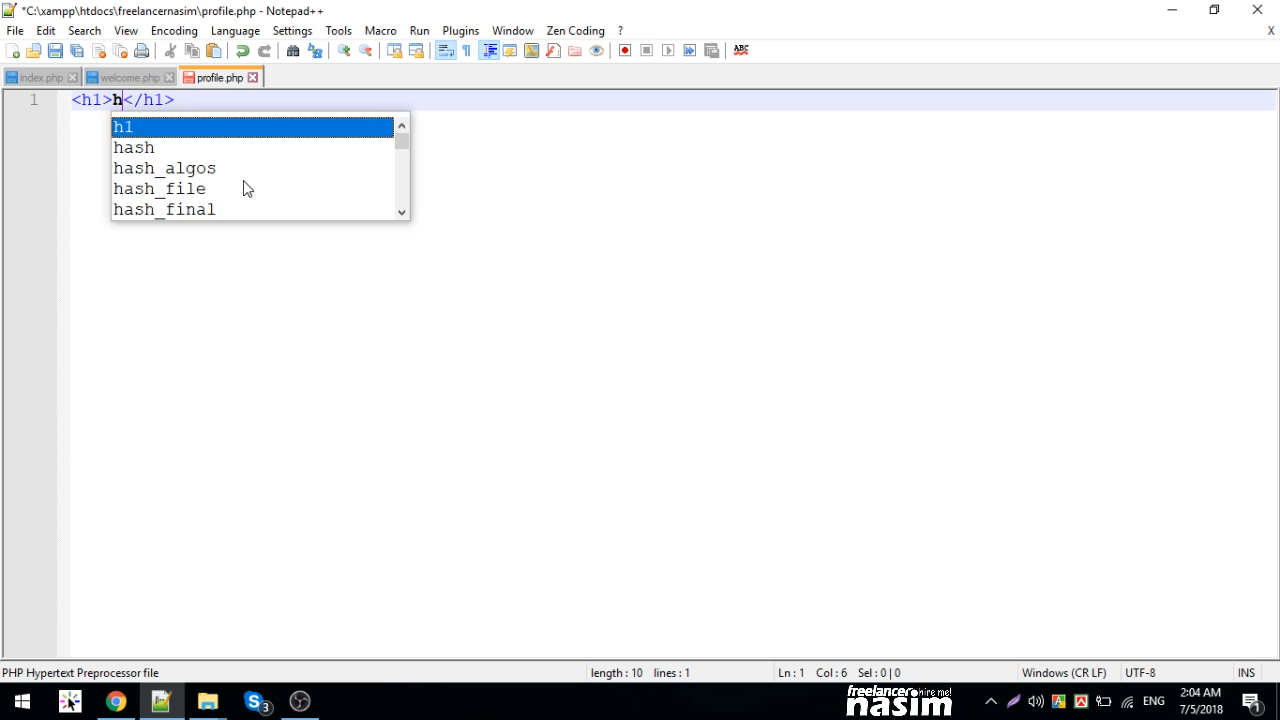 *C:\xampp\htdocs\freelancernasim\profile.php - Notepad++
File Edit Search View Encoding Language Settings Tools Macro Run Plugins Window Zen Coding ? X
ABC
index.php welcome.php profile.php
1 <h1>h</h1>
h1
hash
hash_algos
hash_file
hash_final
PHP Hypertext Preprocessor file length : 10 lines : 1 Ln : 1 Col : 6 Sel : 0 | 0 Windows (CR LF) UTF-8 INS
3 freelancer hire me! ENG 2:04 AM 1
nasim 7/5/2018